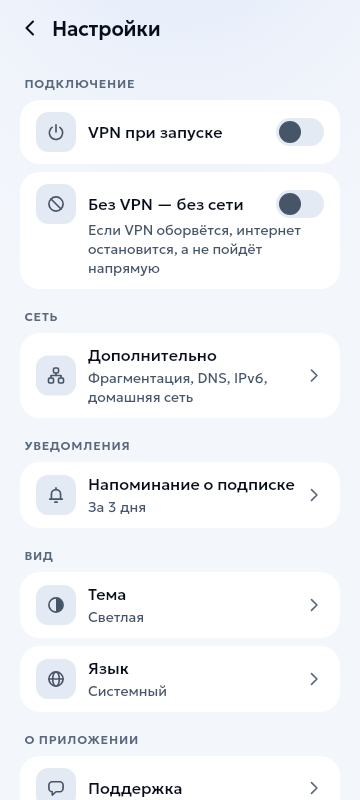 Настройки
ПОДКЛЮЧЕНИЕ
VPN при запуске
Без VPN — без сети
Если VPN оборвётся, интернет
остановится, а не пойдёт
напрямую
СЕТЬ
Дополнительно
Фрагментация, DNS, IPv6,
домашняя сеть
УВЕДОМЛЕНИЯ
Напоминание о подписке
За 3 дня
ВИД
Тема
Светлая
Язык
Системный
О ПРИЛОЖЕНИИ
Поддержка